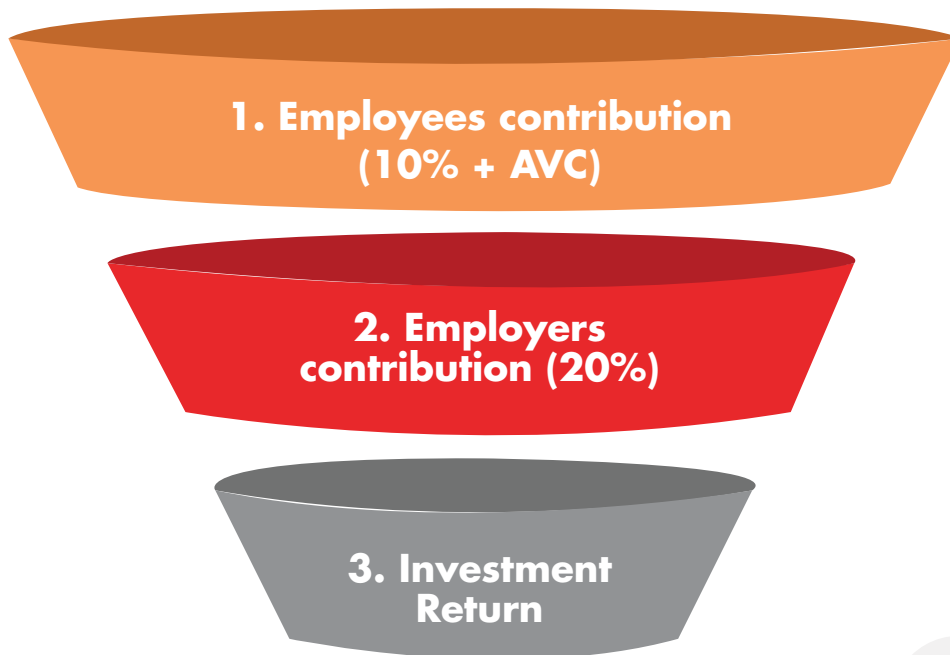 1. Employees contribution
(10% + AVC)
2. Employers
contribution (20%)
3. Investment
Return